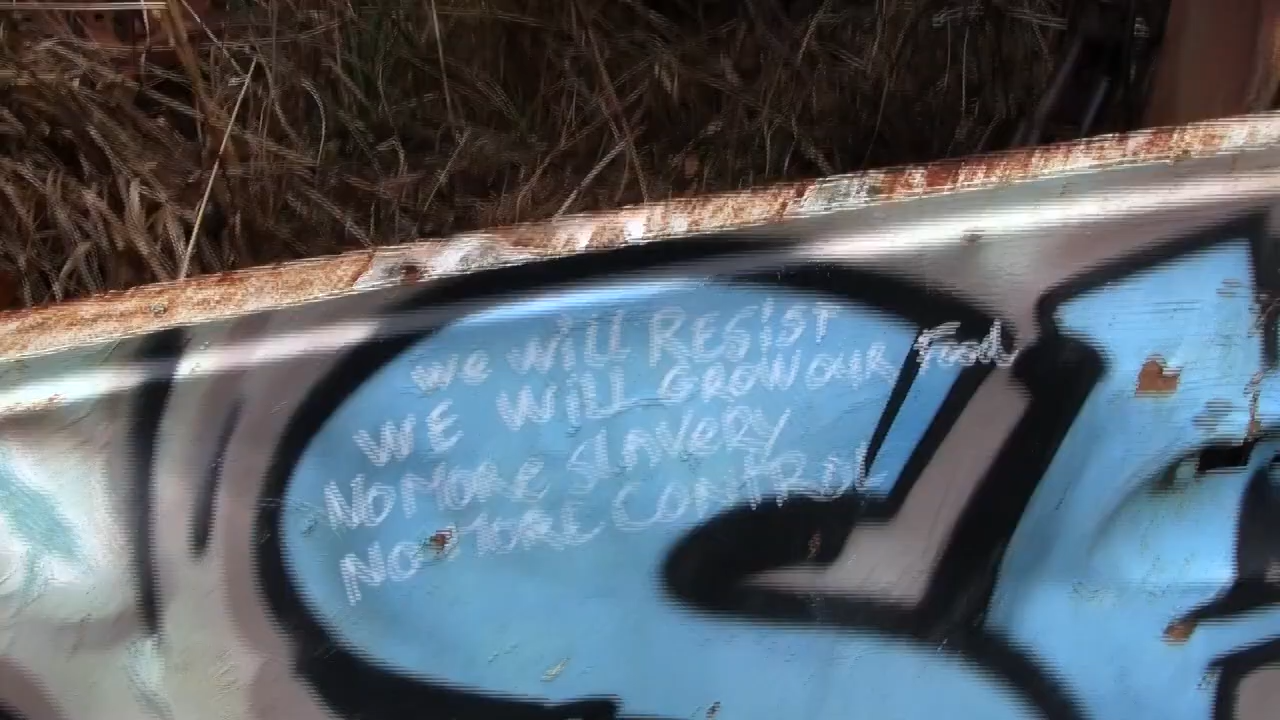 we WiLL RESiST
WE WiLL GROW OUR Food
NO MORE SLAVeRY
NO MORE CONTROL